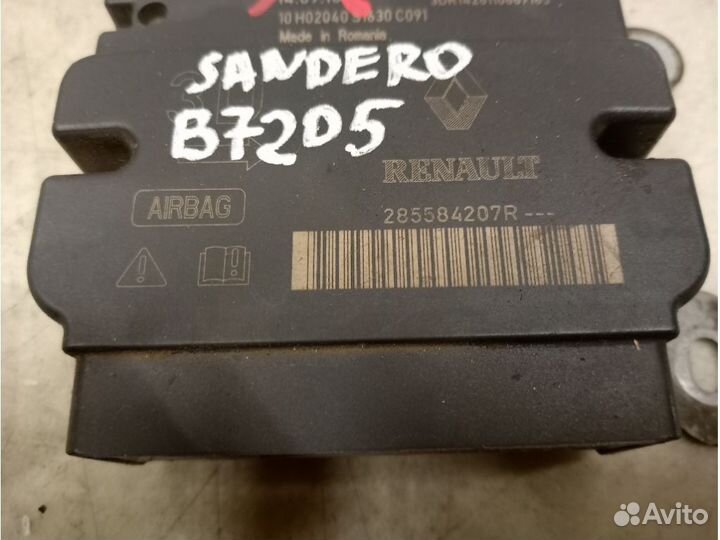 10 H02040 S1630 C091
Made in Romania
SANDERO
B7205
RENAULT
AIRBAG
285584207R---
Avito